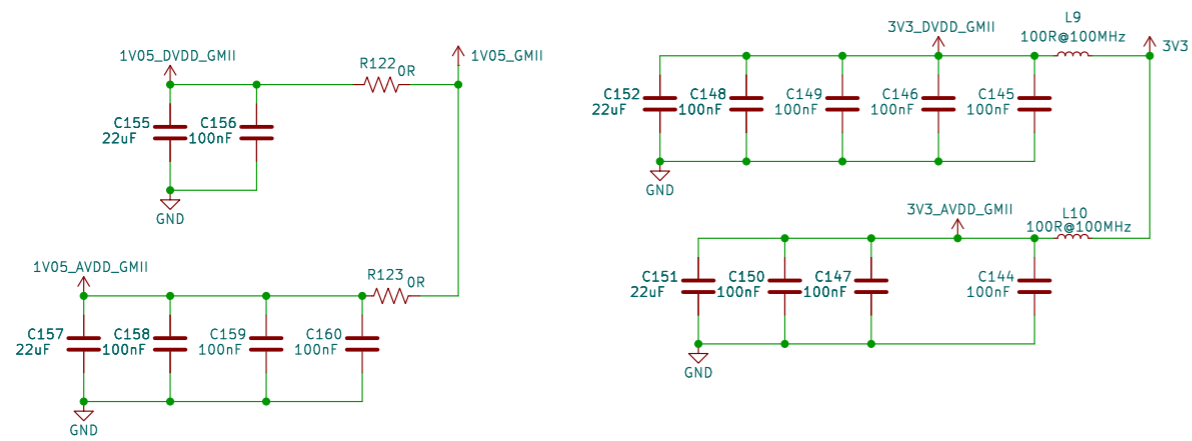 1V05_DVDD_GMII
R122
0R
1V05_GMII
C155
22uF
C156
100nF
GND
1V05_AVDD_GMII
R123
0R
C157
22uF
C158
100nF
C159
100nF
C160
100nF
GND
3V3_DVDD_GMII
L9
100R@100MHz
3V3
C152
22uF
C148
100nF
C149
100nF
C146
100nF
C145
100nF
GND
3V3_AVDD_GMII
L10
100R@100MHz
C151
22uF
C150
100nF
C147
100nF
C144
100nF
GND